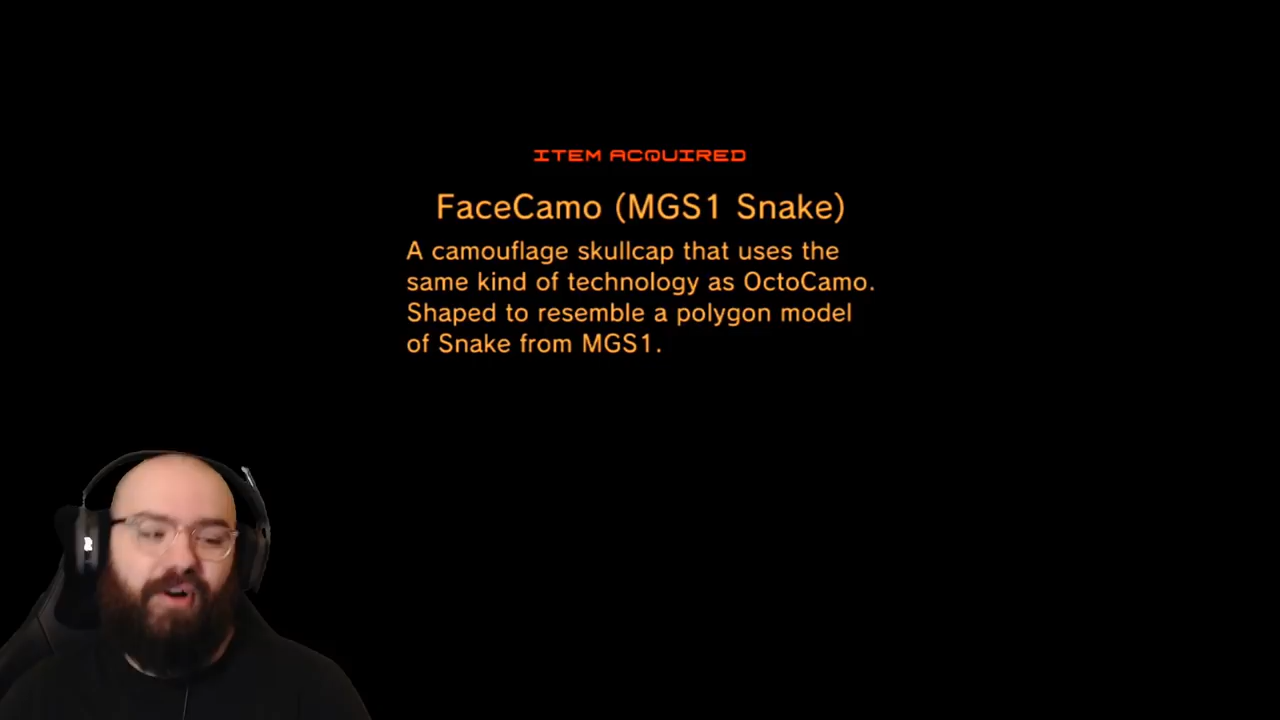 ITEM ACQUIRED
FaceCamo (MGS1 Snake)
A camouflage skullcap that uses the
same kind of technology as OctoCamo.
Shaped to resemble a polygon model
of Snake from MGS1.